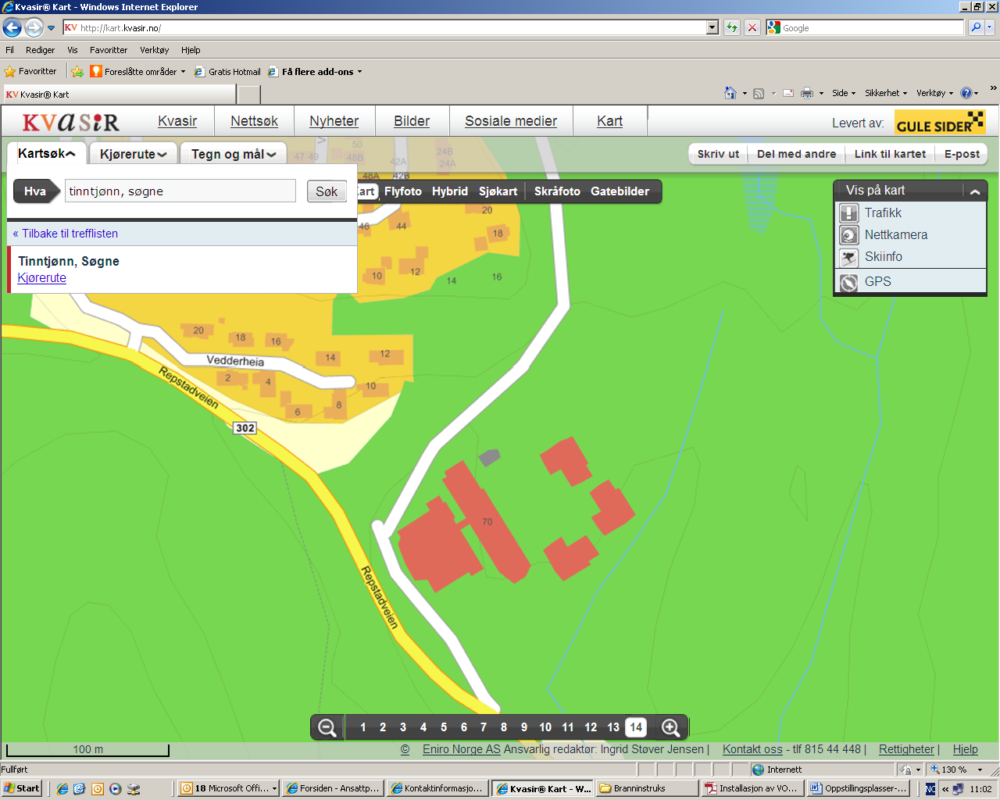 Kvasir® Kart - Windows Internet Explorer
KV http://kart.kvasir.no/
Google
Fil Rediger Vis Favoritter Verktøy Hjelp
Favoritter Foreslåtte områder Gratis Hotmail Få flere add-ons
KV Kvasir® Kart
Side Sikkerhet Verktøy
KVASIR Kvasir Nettsøk Nyheter Bilder Sosiale medier Kart Levert av: GULE SIDER
Kartsøk Kjørerute Tegn og mål
Skriv ut Del med andre Link til kartet E-post
Hva tinntjønn, søgne Søk
Flyfoto Hybrid Sjøkart Skråfoto Gatebilder
« Tilbake til trefflisten
Tinntjønn, Søgne
Kjørerute
Vis på kart
Trafikk
Nettkamera
Skiinfo
GPS
47 49 50 24B
42B 24A
48A 42A
20
46 44
18
10 12 14 16
20 18 16
Vedderheia 14 12
2 4 10
6 8
Repstadveien
302
70
Repstadveien
1 2 3 4 5 6 7 8 9 10 11 12 13 14
100 m
© Eniro Norge AS Ansvarlig redaktør: Ingrid Støver Jensen | Kontakt oss - tlf 815 44 448 | Rettigheter | Hjelp
Fullført Internett 130 %
Start 18 Microsoft Offi... Forsiden - Ansattp... Kontaktinformasjo... Kvasir® Kart - W... Branninstruks Installasjon av VO... Oppstillingsplasser-... NO 11:02